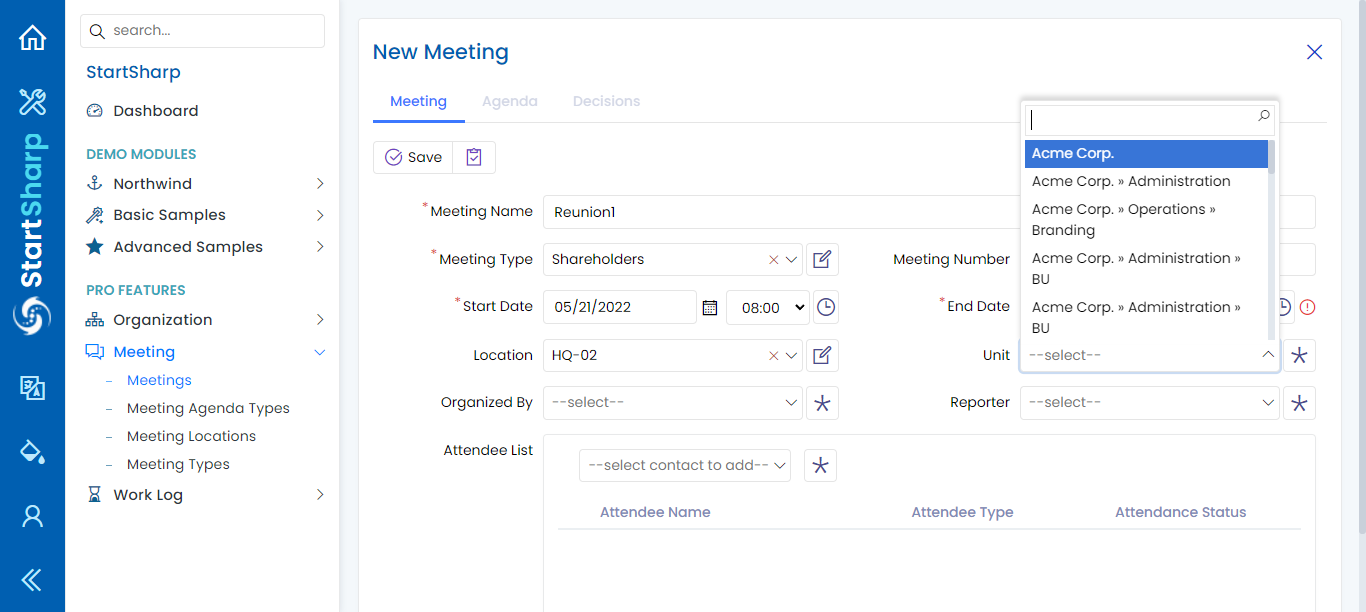 StartSharp
search...
StartSharp
Dashboard
DEMO MODULES
Northwind
Basic Samples
Advanced Samples
PRO FEATURES
Organization
Meeting
Meetings
Meeting Agenda Types
Meeting Locations
Meeting Types
Work Log
New Meeting
Meeting Agenda Decisions
Save
*Meeting Name Reunion1
*Meeting Type Shareholders Meeting Number
*Start Date 05/21/2022 08:00 *End Date
Location HQ-02 Unit --select--
Acme Corp.
Acme Corp. » Administration
Acme Corp. » Operations »
Branding
Acme Corp. » Administration »
BU
Acme Corp. » Administration »
BU
Organized By --select-- Reporter --select--
Attendee List
--select contact to add--
Attendee Name Attendee Type Attendance Status